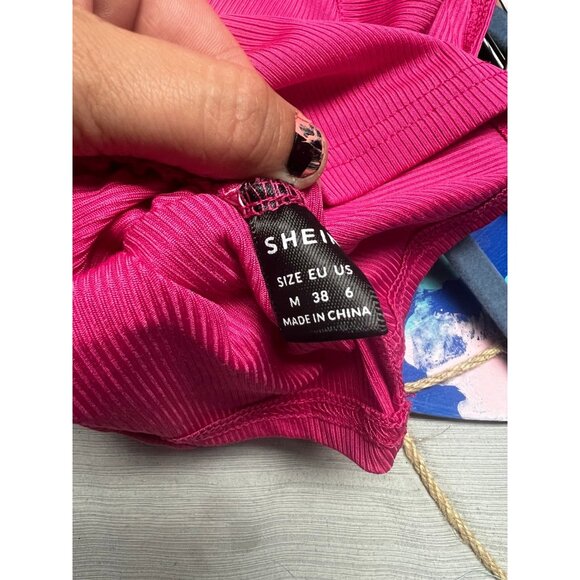 SHEIN
SIZE EU US
M 38 6
MADE IN CHINA